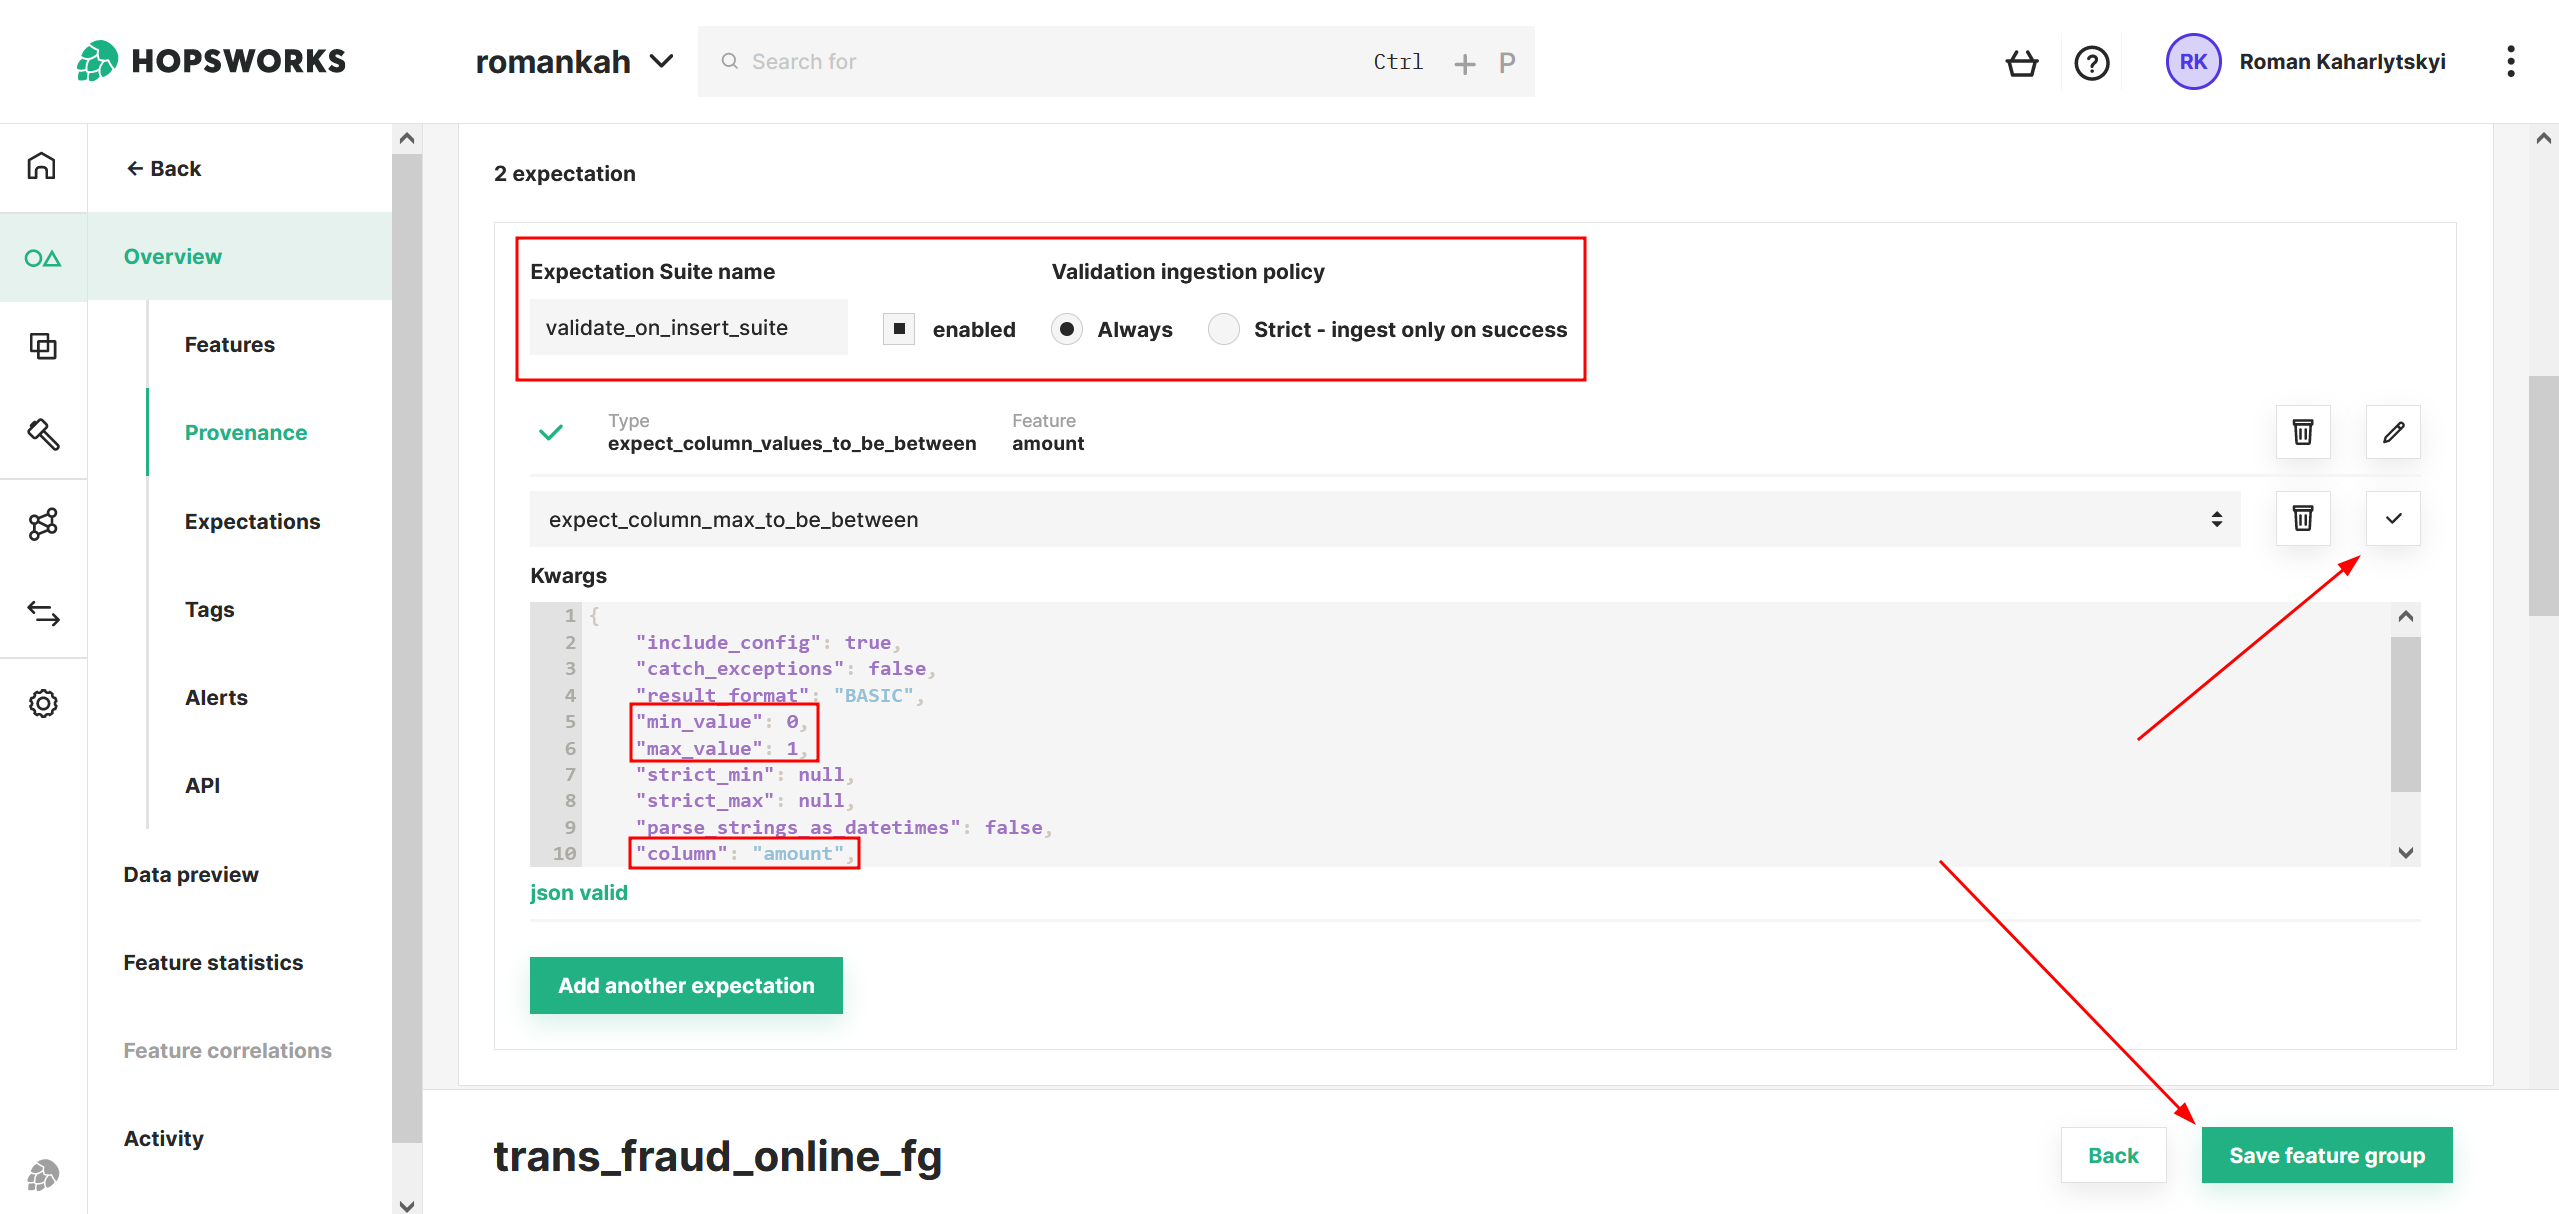 HOPSWORKS
romankah
Search for
Ctrl + P
RK
Roman Kaharlytskyi
← Back
Overview
Features
Provenance
Expectations
Tags
Alerts
API
Data preview
Feature statistics
Feature correlations
Activity
2 expectation
Expectation Suite name
Validation ingestion policy
validate_on_insert_suite
enabled
Always
Strict - ingest only on success
Type
Feature
expect_column_values_to_be_between
amount
expect_column_max_to_be_between
Kwargs
1 {
2 "include_config": true,
3 "catch_exceptions": false,
4 "result_format": "BASIC",
5 "min_value": 0,
6 "max_value": 1,
7 "strict_min": null,
8 "strict_max": null,
9 "parse_strings_as_datetimes": false,
10 "column": "amount",
json valid
Add another expectation
trans_fraud_online_fg
Back
Save feature group